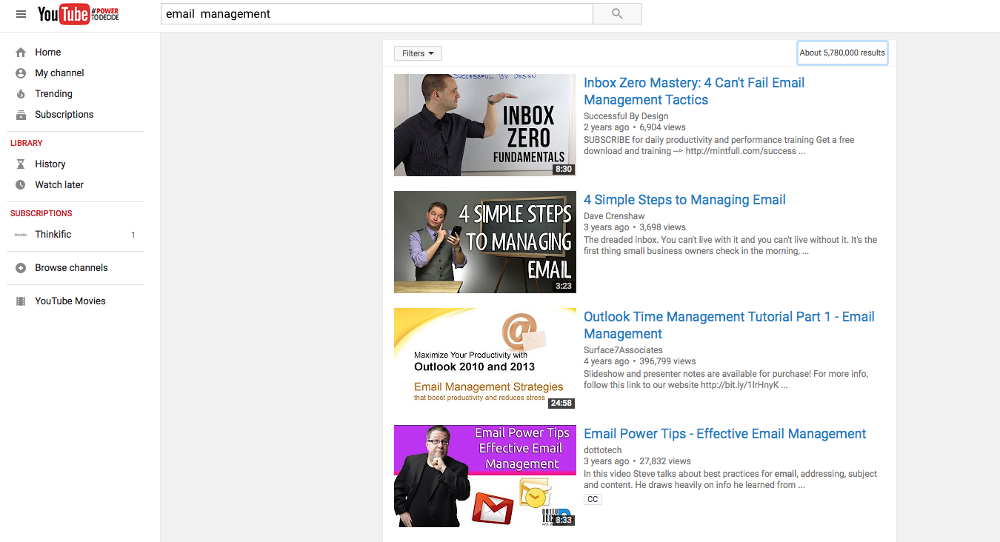 YouTube #POWER TO DECIDE
email  management
Home
My channel
Trending
Subscriptions
LIBRARY
History
Watch later
SUBSCRIPTIONS
Thinkific 1
Browse channels
YouTube Movies
Filters
About 5,780,000 results
SUCCESSFUL BY DESIGN
INBOX
ZERO
FUNDAMENTALS
8:30
Inbox Zero Mastery: 4 Can't Fail Email
Management Tactics
Successful By Design
2 years ago • 6,904 views
SUBSCRIBE for daily productivity and performance training Get a free
download and training --> http://mintfull.com/success ...
4 SIMPLE STEPS
TO MANAGING
EMAIL
3:23
4 Simple Steps to Managing Email
Dave Crenshaw
3 years ago • 3,698 views
The dreaded inbox. You can't live with it and you can't live without it. It's the
first thing small business owners check in the morning, ...
Maximize Your Productivity with
Outlook 2010 and 2013
Email Management Strategies
that boost productivity and reduces stress
24:58
Outlook Time Management Tutorial Part 1 - Email
Management
Surface7Associates
4 years ago • 396,799 views
Slideshow and presenter notes are available for purchase! For more info,
follow this link to our website http://bit.ly/1IrHnyK ...
Email Power Tips
Effective Email
Management
DOTTO
TECH
8:33
Email Power Tips - Effective Email Management
dottotech
3 years ago • 27,832 views
In this video Steve talks about best practices for email, addressing, subject
and content. He draws heavily on info he learned from ...
CC